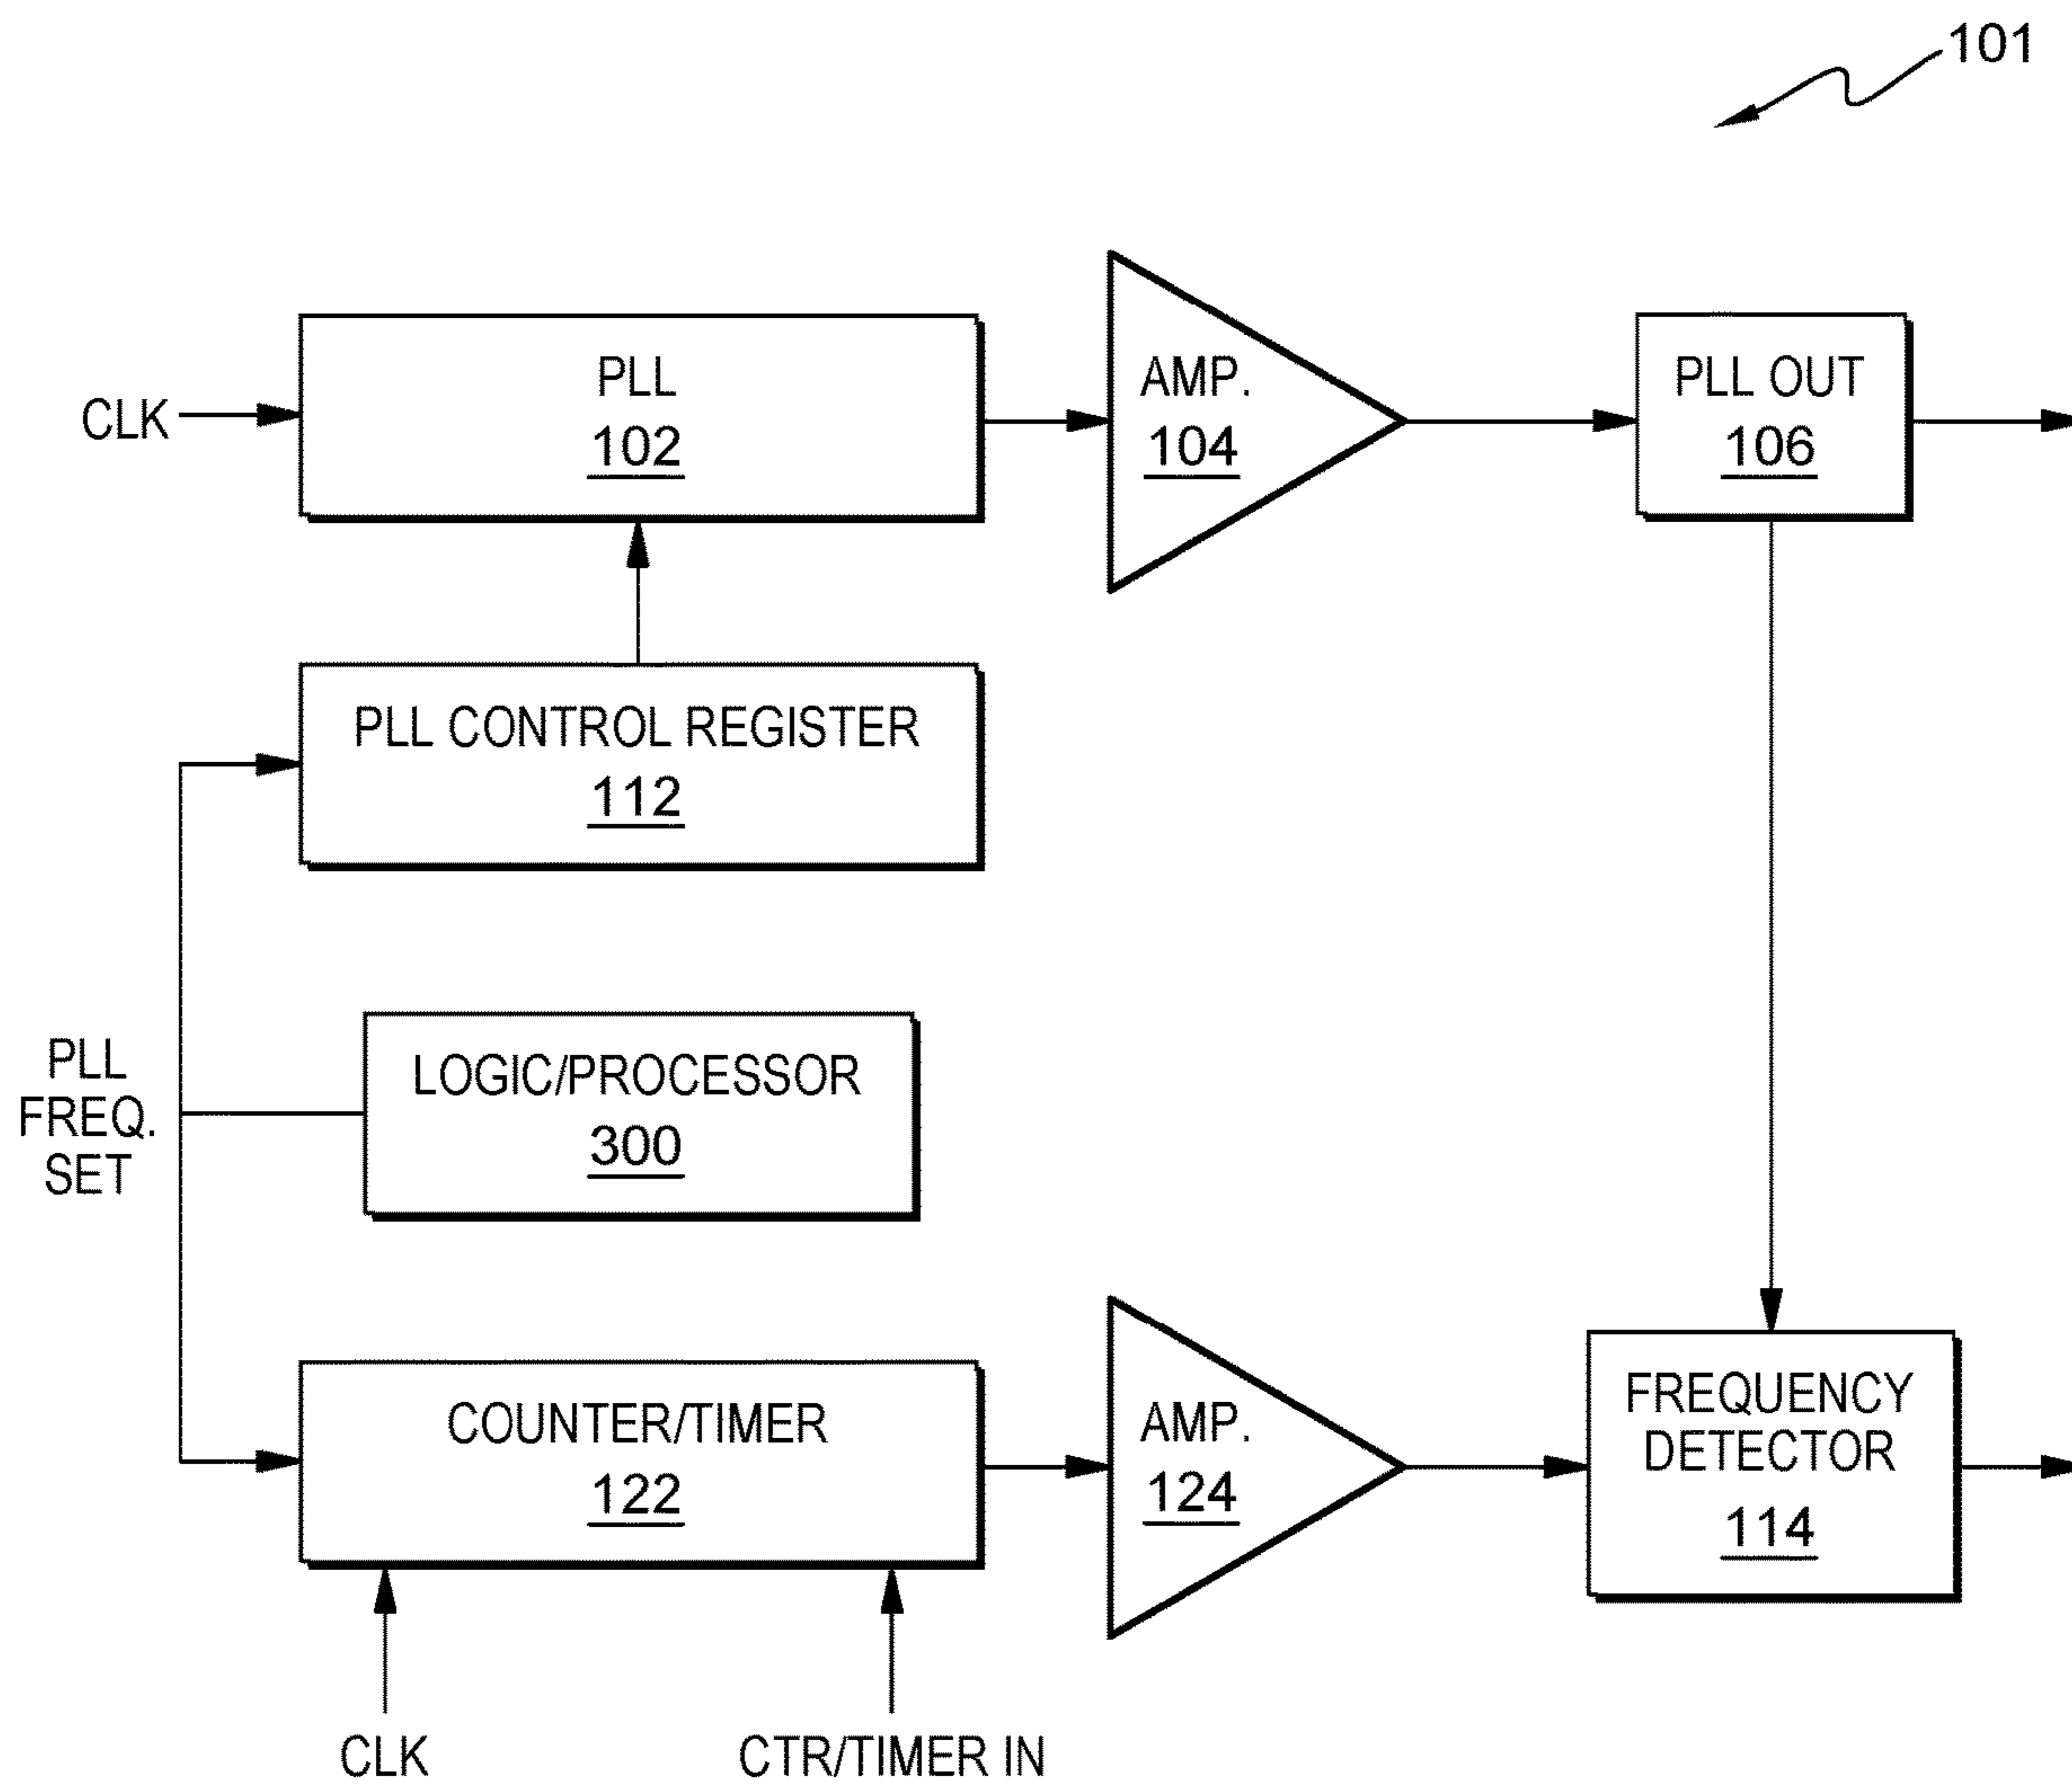 101
CLK
PLL
102
AMP.
104
PLL OUT
106
PLL CONTROL REGISTER
112
PLL
FREQ.
SET
LOGIC/PROCESSOR
300
COUNTER/TIMER
122
AMP.
124
FREQUENCY
DETECTOR
114
CLK
CTR/TIMER IN